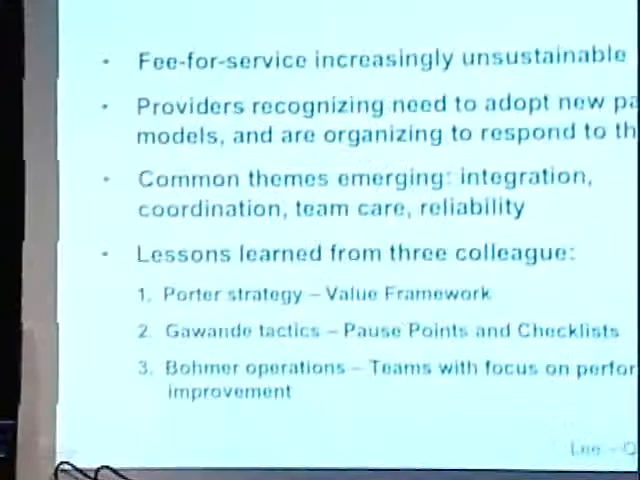 • Fee-for-service increasingly unsustainable
• Providers recognizing need to adopt new pa
models, and are organizing to respond to th
• Common themes emerging: integration,
coordination, team care, reliability
• Lessons learned from three colleague:
1. Porter strategy – Value Framework
2. Gawande tactics – Pause Points and Checklists
3. Bohmer operations – Teams with focus on perfor
improvement
Lee –